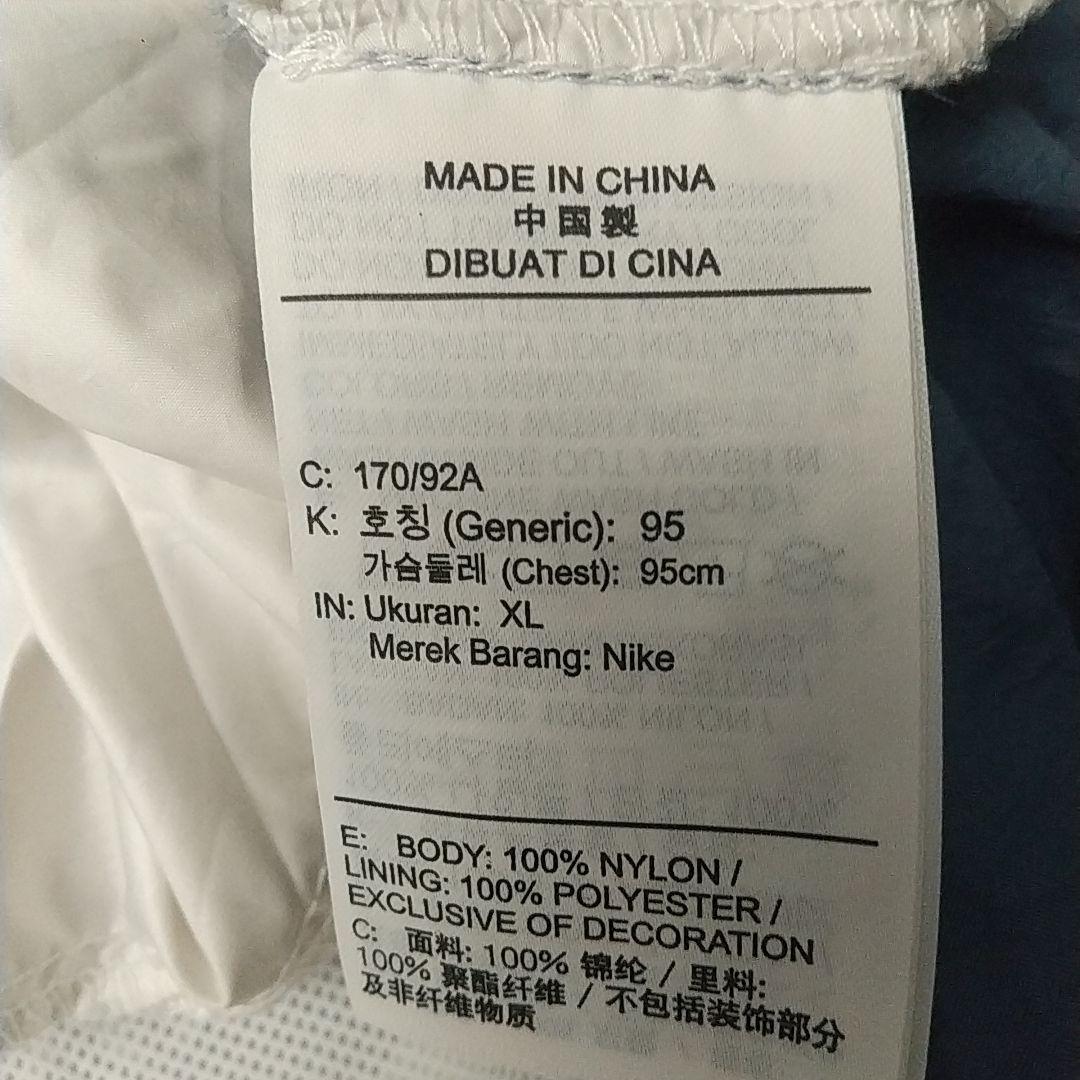 MADE IN CHINA
中国製
DIBUAT DI CINA
C: 170/92A
K: 호칭 (Generic): 95
가슴둘레 (Chest): 95cm
IN: Ukuran: XL
Merek Barang: Nike
E: BODY: 100% NYLON /
LINING: 100% POLYESTER /
EXCLUSIVE OF DECORATION
C: 面料: 100% 锦纶 / 里料:
100% 聚酯纤维 / 不包括装饰部分
及非纤维物质